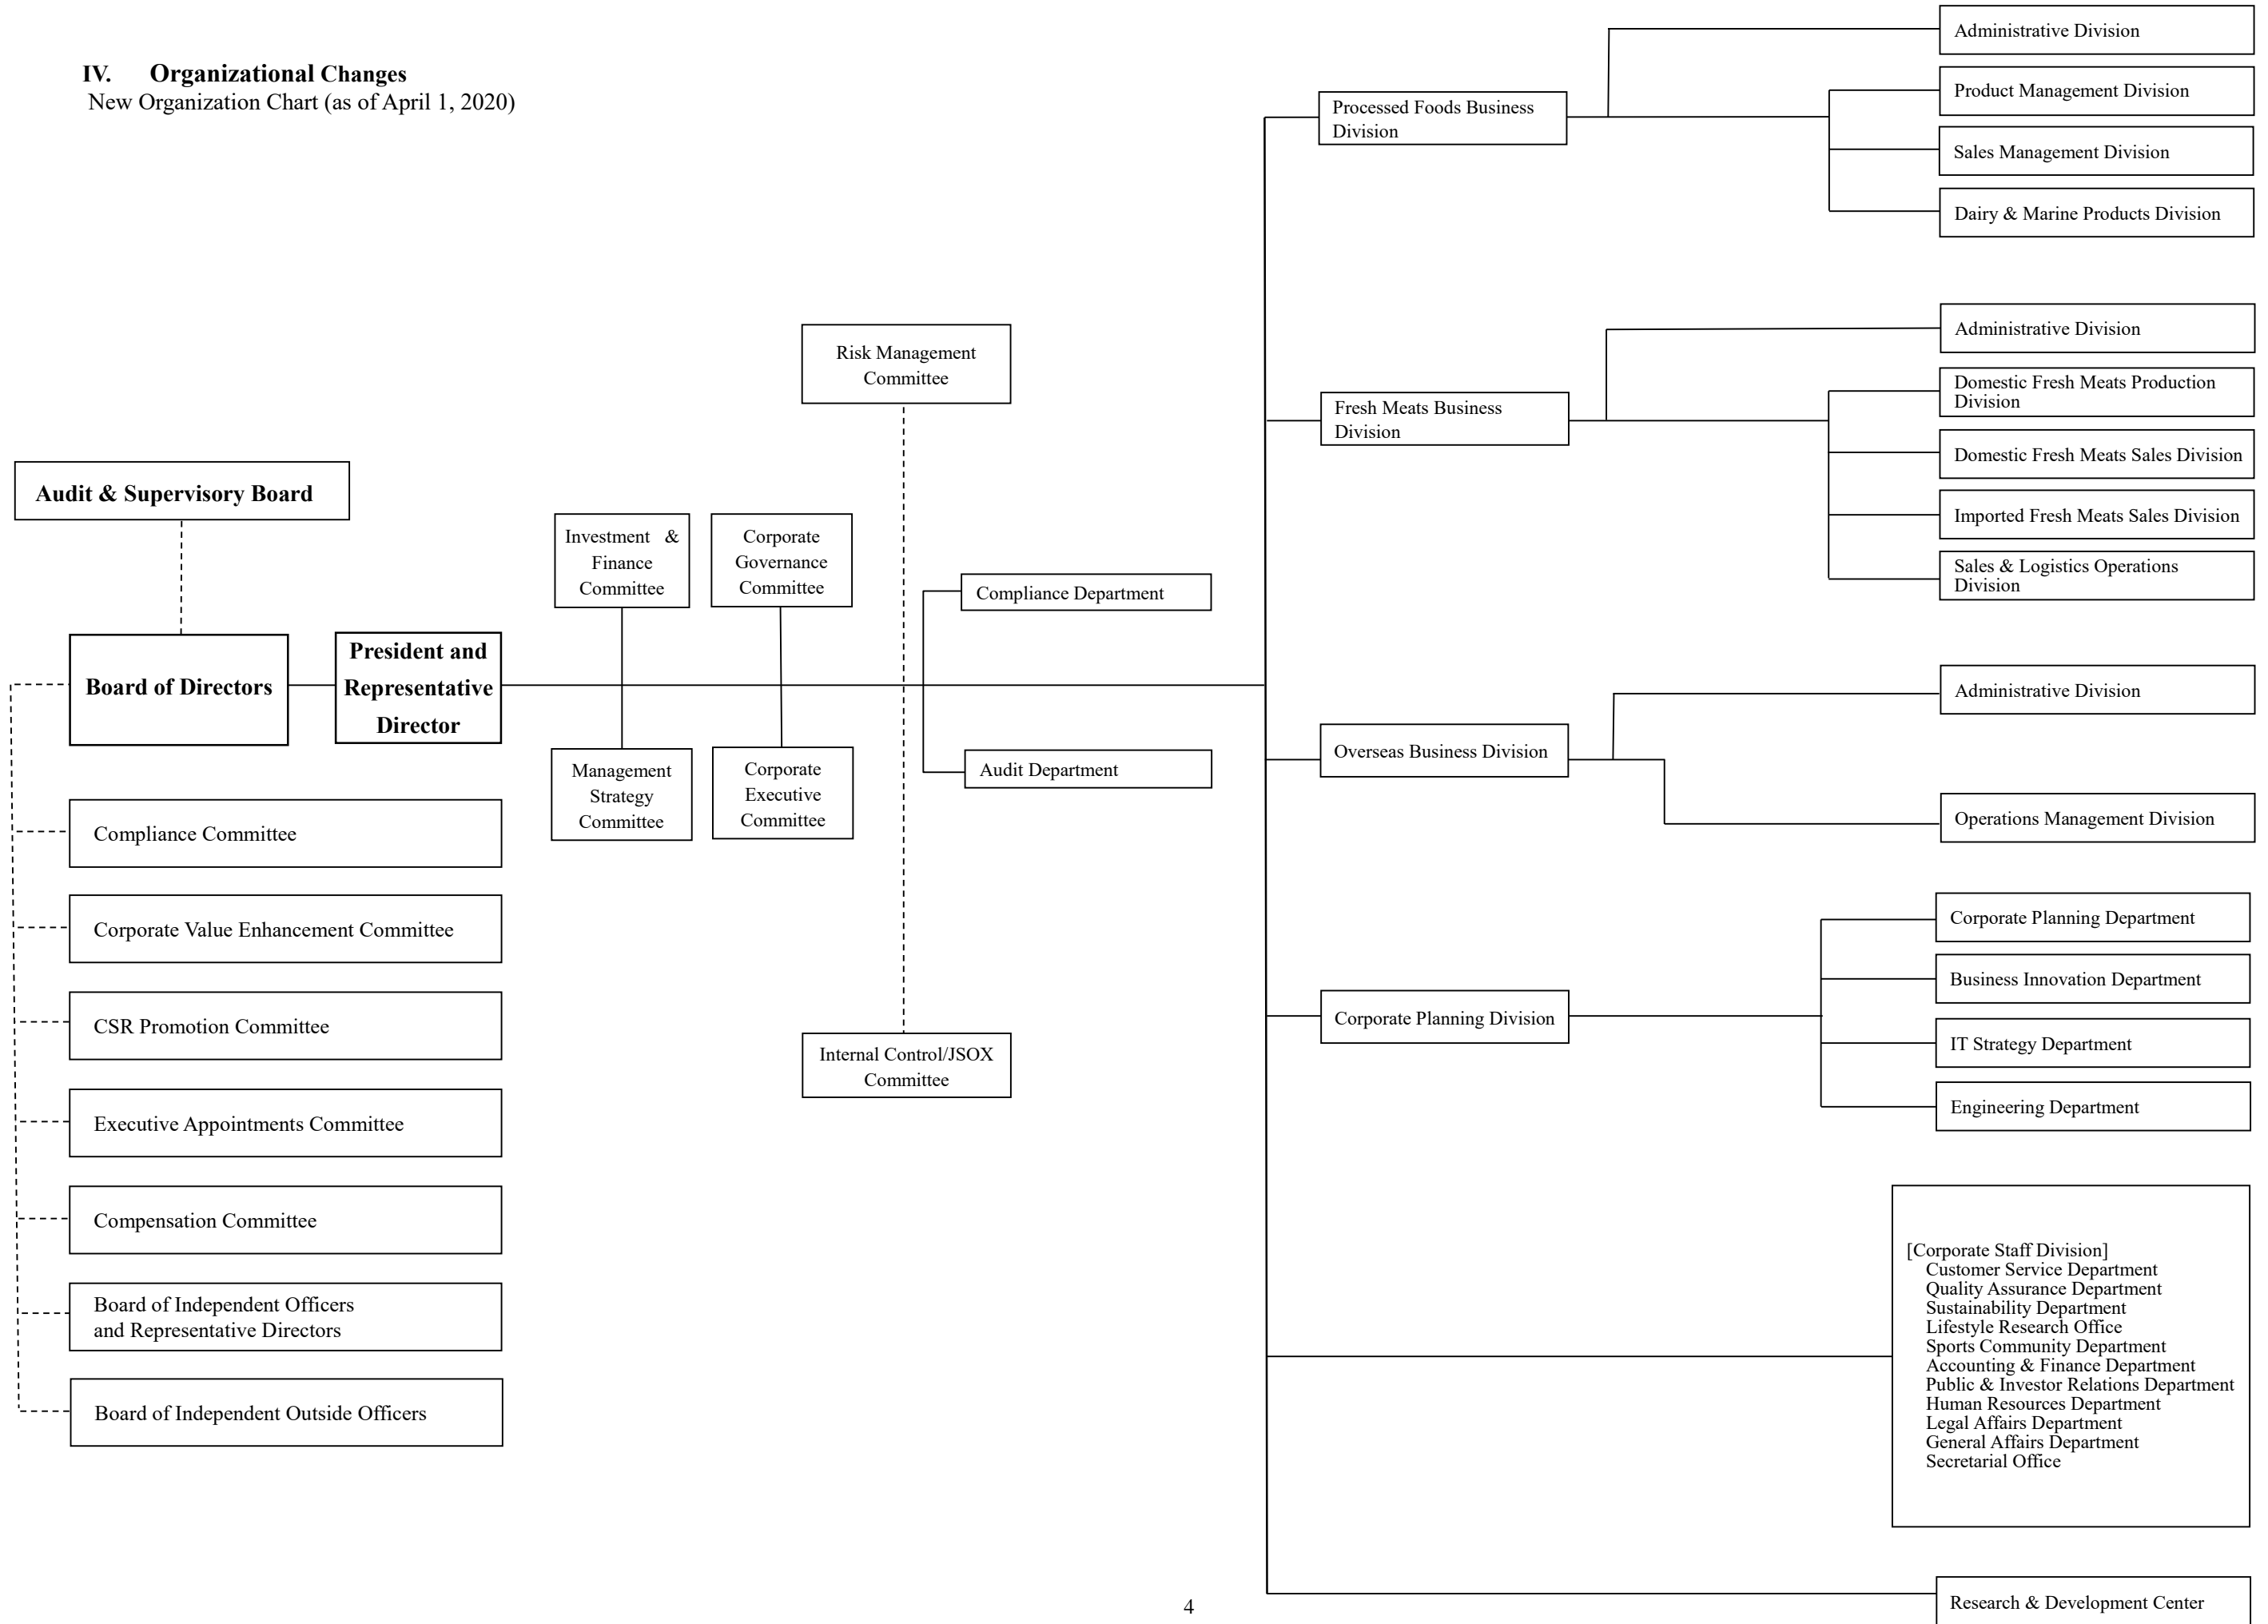 IV. Organizational Changes
New Organization Chart (as of April 1, 2020)
Audit & Supervisory Board
Board of Directors
President and
Representative
Director
Compliance Committee
Corporate Value Enhancement Committee
CSR Promotion Committee
Executive Appointments Committee
Compensation Committee
Board of Independent Officers
and Representative Directors
Board of Independent Outside Officers
Investment &
Finance
Committee
Corporate
Governance
Committee
Management
Strategy
Committee
Corporate
Executive
Committee
Risk Management
Committee
Compliance Department
Audit Department
Internal Control/JSOX
Committee
Processed Foods Business
Division
Administrative Division
Product Management Division
Sales Management Division
Dairy & Marine Products Division
Fresh Meats Business
Division
Administrative Division
Domestic Fresh Meats Production
Division
Domestic Fresh Meats Sales Division
Imported Fresh Meats Sales Division
Sales & Logistics Operations
Division
Overseas Business Division
Administrative Division
Operations Management Division
Corporate Planning Division
Corporate Planning Department
Business Innovation Department
IT Strategy Department
Engineering Department
[Corporate Staff Division]
Customer Service Department
Quality Assurance Department
Sustainability Department
Lifestyle Research Office
Sports Community Department
Accounting & Finance Department
Public & Investor Relations Department
Human Resources Department
Legal Affairs Department
General Affairs Department
Secretarial Office
Research & Development Center
4